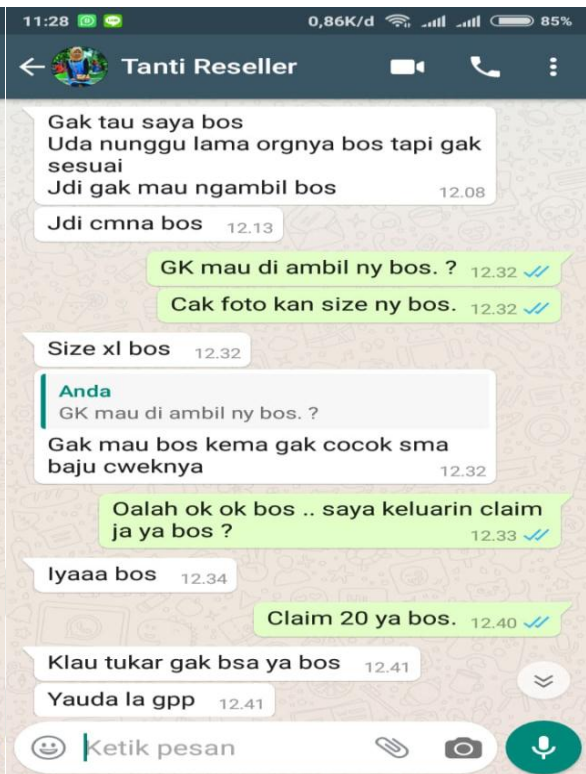 11:28 0,86K/d 85%
Tanti Reseller
Gak tau saya bos
Uda nunggu lama orgnya bos tapi gak
sesuai
Jdi gak mau ngambil bos 12.08
Jdi cmna bos 12.13
GK mau di ambil ny bos. ? 12.32
Cak foto kan size ny bos. 12.32
Size xl bos 12.32
Anda
GK mau di ambil ny bos. ?
Gak mau bos kema gak cocok sma
baju cweknya 12.32
Oalah ok ok bos .. saya keluarin claim
ja ya bos ? 12.33
Iyaaa bos 12.34
Claim 20 ya bos. 12.40
Klau tukar gak bsa ya bos 12.41
Yauda la gpp 12.41
Ketik pesan